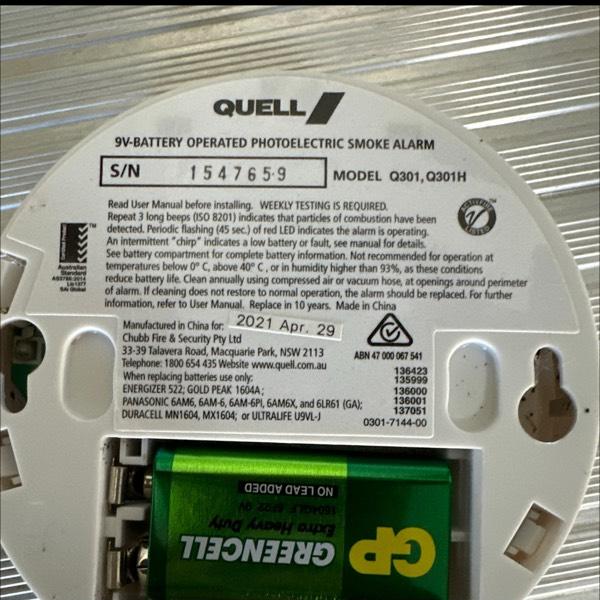 QUELL
9V-BATTERY OPERATED PHOTOELECTRIC SMOKE ALARM
S/N 1547659
MODEL Q301, Q301H
Read User Manual before installing. WEEKLY TESTING IS REQUIRED.
Repeat 3 long beeps (ISO 8201) indicates that particles of combustion have been
detected. Periodic flashing (45 sec.) of red LED indicates the alarm is operating.
An intermittent "chirp" indicates a low battery or fault, see manual for details.
See battery compartment for complete battery information. Not recommended for operation at
temperatures below 0° C, above 40° C, or in humidity higher than 93%, as these conditions
reduce battery life. Clean annually using compressed air or vacuum hose, at openings around perimeter
of alarm. If cleaning does not restore to normal operation, the alarm should be replaced. For further
information, refer to User Manual. Replace in 10 years. Made in China
TM
Australian
Standard
AS3786-2014
SAI Global
ACTIVFIRE
LISTED
Manufactured in China for: 2021 Apr. 29
Chubb Fire & Security Pty Ltd
33-39 Talavera Road, Macquarie Park, NSW 2113
Telephone: 1800 654 435 Website www.quell.com.au
When replacing batteries use only:
ENERGIZER 522; GOLD PEAK 1604A;
PANASONIC 6AM6, 6AM-6, 6AM-6PI, 6AM6X, and 6LR61 (GA);
DURACELL MN1604, MX1604; or ULTRALIFE U9VL-J
ABN 47 000 067 541
136423
135999
136000
136001
137051
0301-7144-00
GP GREENCELL
Extra Heavy Duty
1604GLF 6F22 9V
NO LEAD ADDED